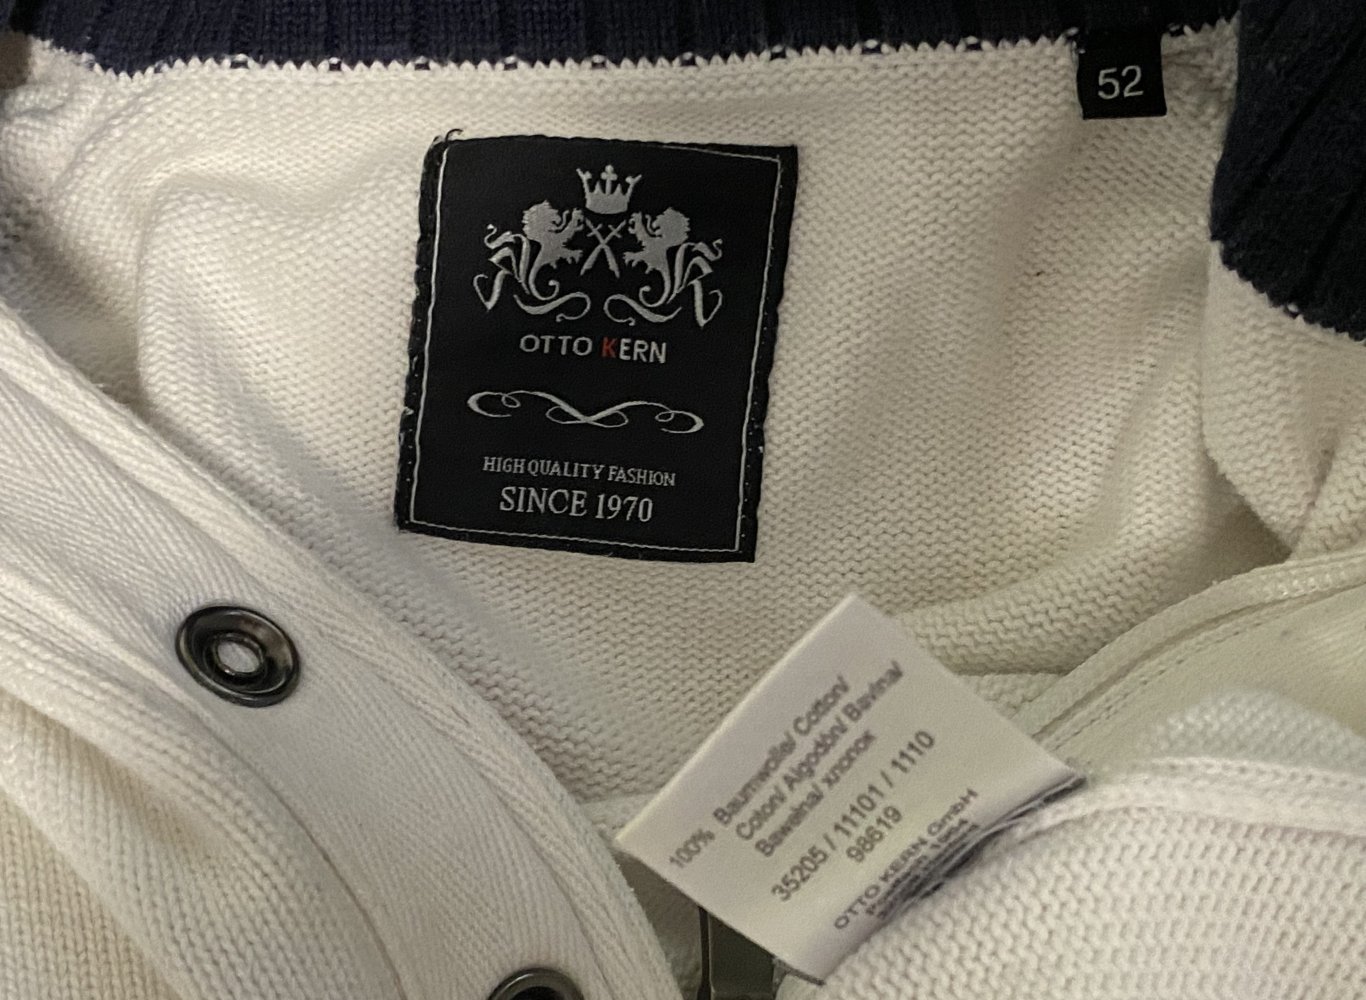 52
OTTO KERN
HIGH QUALITY FASHION
SINCE 1970
100% Baumwolle/ Cotton/
Coton/ Algodón/ Bavlna/
Bawełna/ хлопок
35205 / 11101 / 1110
98619
OTTO KERN GmbH